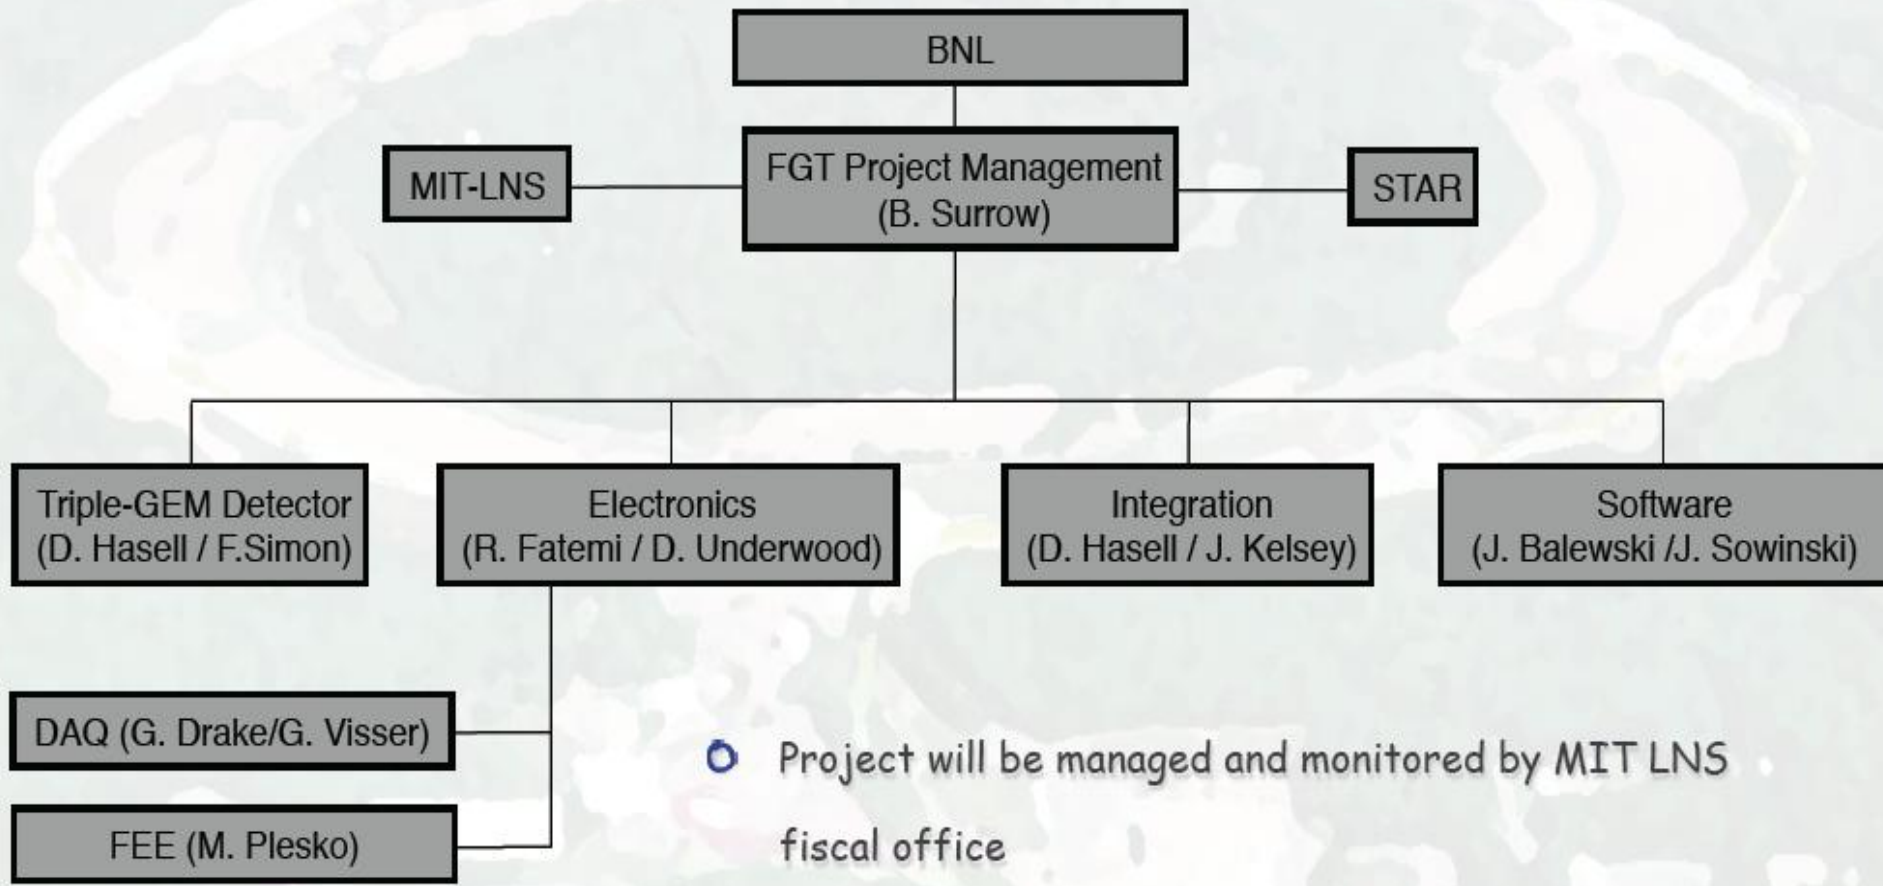 BNL
MIT-LNS
FGT Project Management
(B. Surrow)
STAR
Triple-GEM Detector
(D. Hasell / F.Simon)
Electronics
(R. Fatemi / D. Underwood)
Integration
(D. Hasell / J. Kelsey)
Software
(J. Balewski /J. Sowinski)
DAQ (G. Drake/G. Visser)
FEE (M. Plesko)
Project will be managed and monitored by MIT LNS
fiscal office